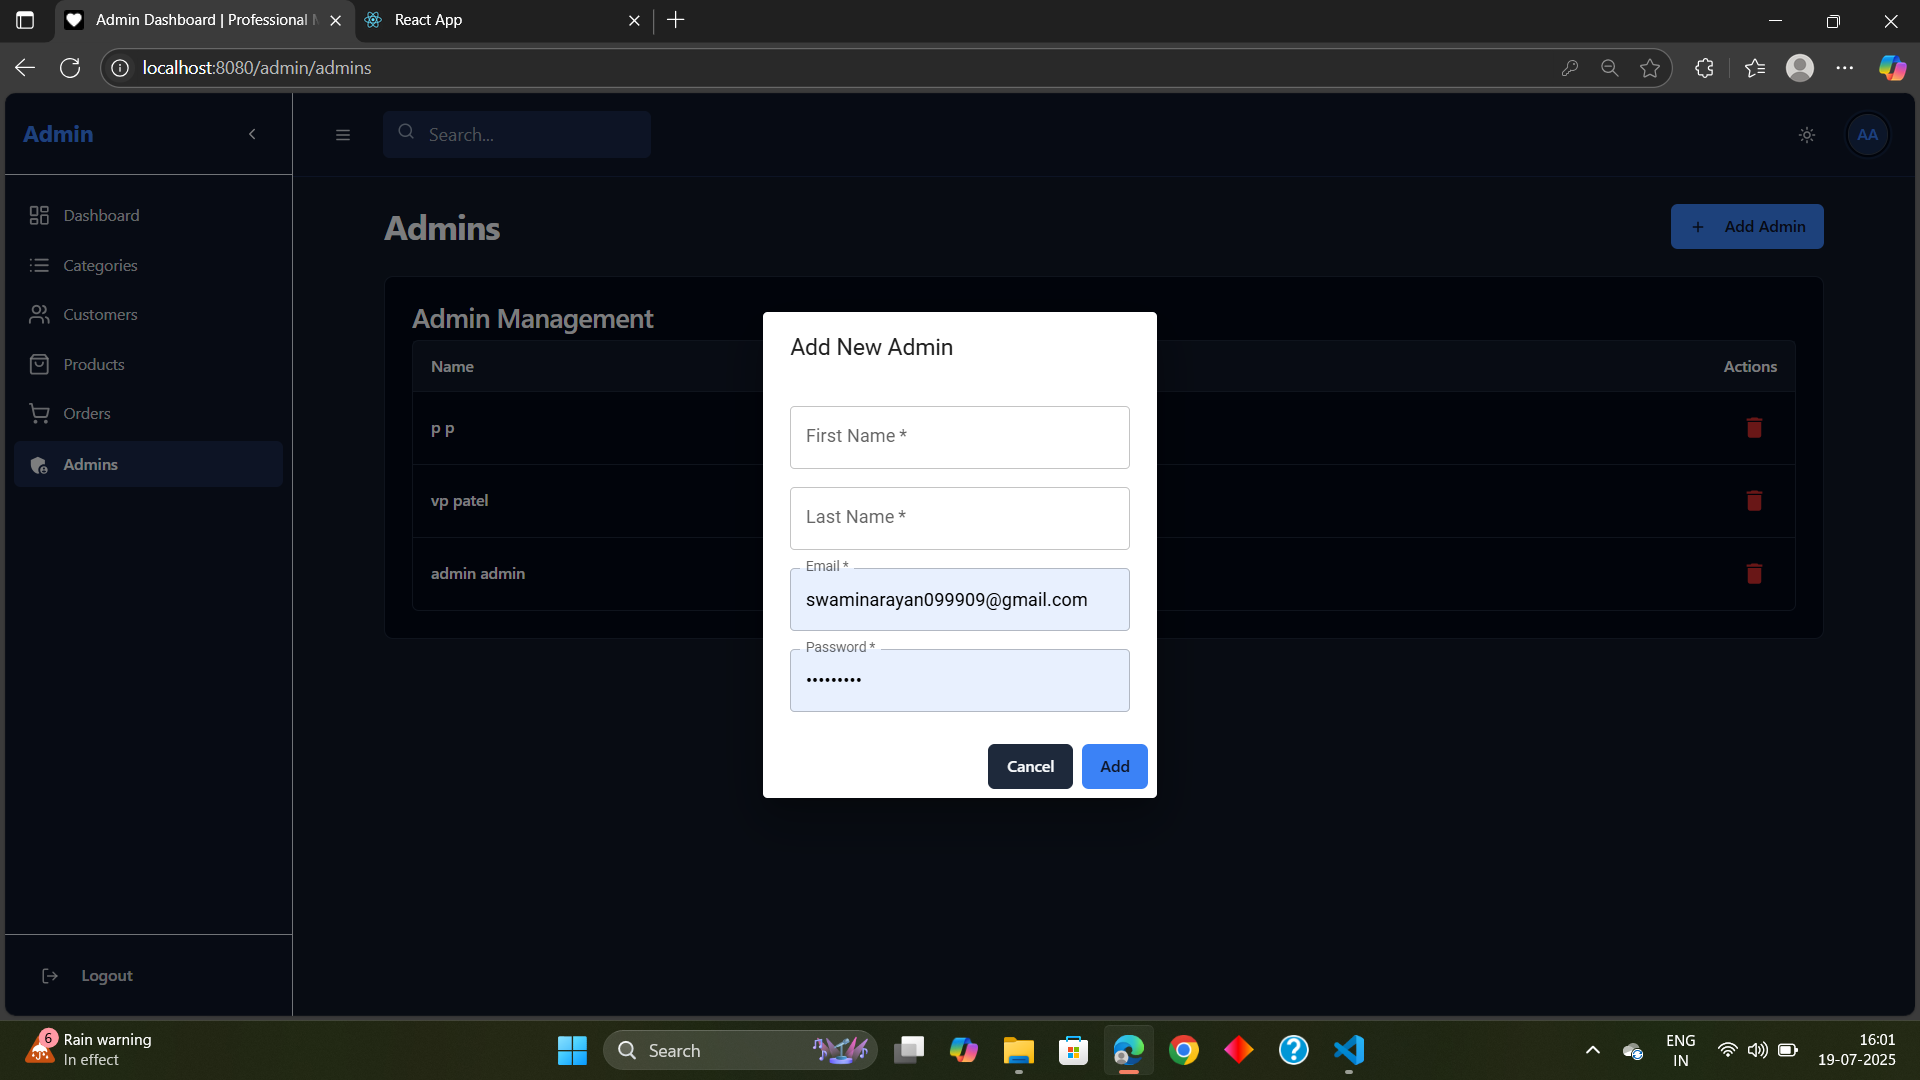 Admin Dashboard | Professional
React App
localhost:8080/admin/admins
Admin
Search...
AA
Dashboard
Categories
Customers
Products
Orders
Admins
Logout
Admins
+ Add Admin
Admin Management
Name
Actions
p p
vp patel
admin admin
Add New Admin
First Name *
Last Name *
Email *
swaminarayan099909@gmail.com
Password *
•••••••••
Cancel
Add
6
Rain warning
In effect
Search
ENG
IN
16:01
19-07-2025